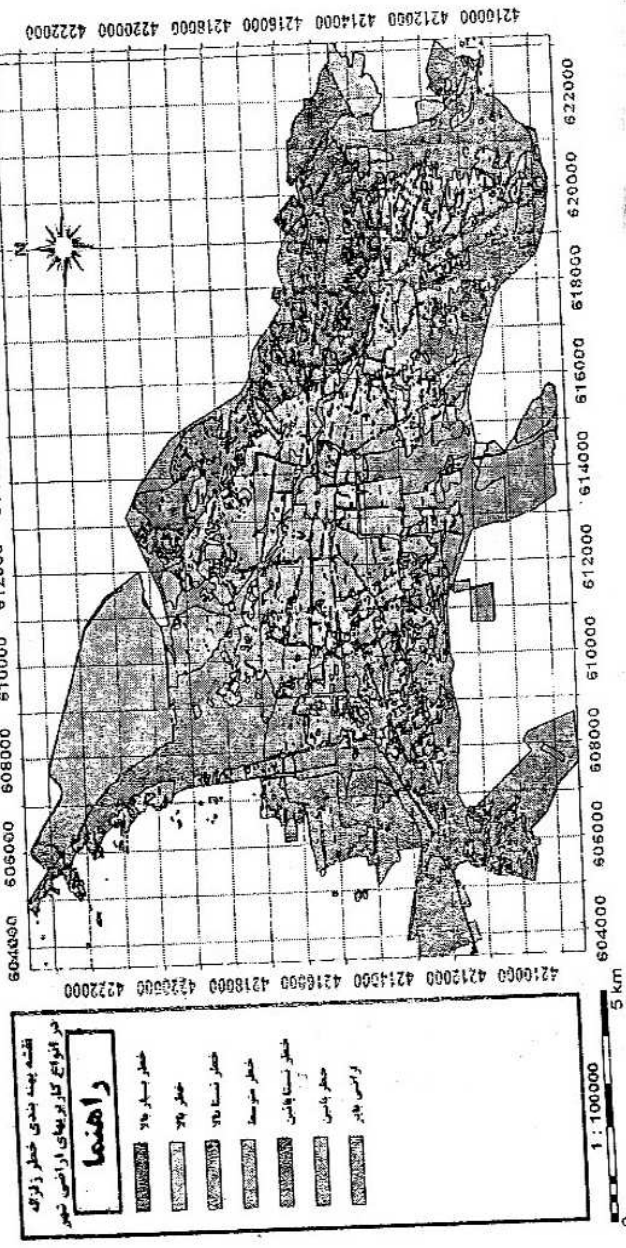 4222000 4220000 4218000 4216000 4214000 4212000 4210000
N
604000 606000 608000 610000 612000
604000 606000 608000 610000 612000 614000 616000 618000 620000 622000
4222000 4220000 4218000 4216000 4214000 4212000 4210000
نقشه پهنه بندی خطر زلزله
در انواع کاربریهای اراضی شهر
راهنما
خطر بسیار بالا
خطر بالا
خطر نسبتا بالا
خطر متوسط
خطر نسبتا پائین
خطر پائین
اراضی بایر
1 : 100000
0 5 km